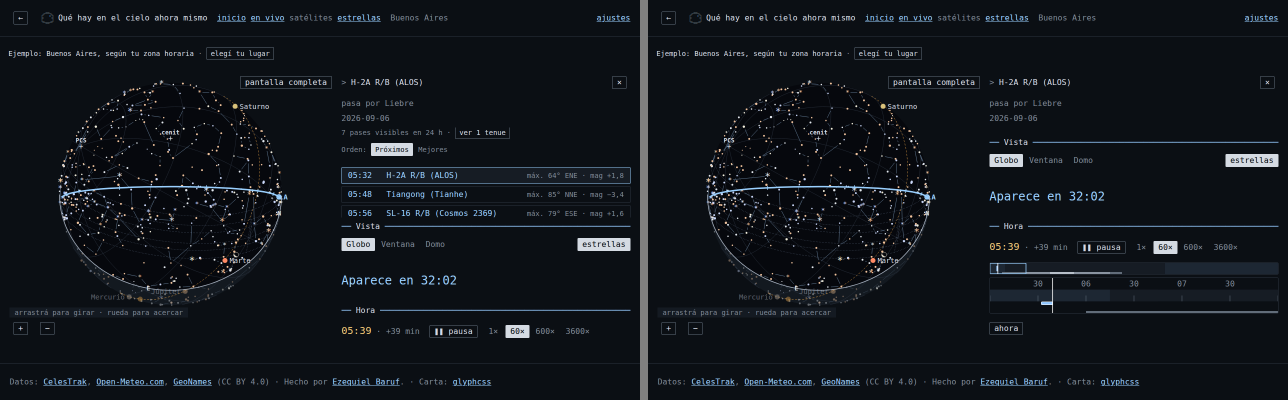 ← Qué hay en el cielo ahora mismo inicio en vivo satélites estrellas Buenos Aires ajustes
Ejemplo: Buenos Aires, según tu zona horaria · elegí tu lugar
pantalla completa
> H-2A R/B (ALOS) ×
pasa por Liebre
2026-09-06
7 pases visibles en 24 h · ver 1 tenue
Orden: Próximos Mejores
05:32 H-2A R/B (ALOS) máx. 64° ENE · mag +1,8
05:48 Tiangong (Tianhe) máx. 85° NNE · mag −3,4
05:56 SL-16 R/B (Cosmos 2369) máx. 79° ESE · mag +1,6
Vista
Globo Ventana Domo estrellas
Aparece en 32:02
Hora
05:39 · +39 min ❚❚ pausa 1× 60× 600× 3600×
Saturno
cenit
PCS
A
Marte
E
Mercurio
Júpiter
arrastrá para girar · rueda para acercar
+ −
Datos: CelesTrak, Open-Meteo.com, GeoNames (CC BY 4.0) · Hecho por Ezequiel Baruf. · Carta: glyphcss
← Qué hay en el cielo ahora mismo inicio en vivo satélites estrellas Buenos Aires ajustes
Ejemplo: Buenos Aires, según tu zona horaria · elegí tu lugar
pantalla completa
> H-2A R/B (ALOS) ×
pasa por Liebre
2026-09-06
Vista
Globo Ventana Domo estrellas
Aparece en 32:02
Hora
05:39 · +39 min ❚❚ pausa 1× 60× 600× 3600×
30 06 30 07 30
ahora
Saturno
cenit
PCS
A
Marte
E
Mercurio
Júpiter
arrastrá para girar · rueda para acercar
+ −
Datos: CelesTrak, Open-Meteo.com, GeoNames (CC BY 4.0) · Hecho por Ezequiel Baruf. · Carta: glyphcss